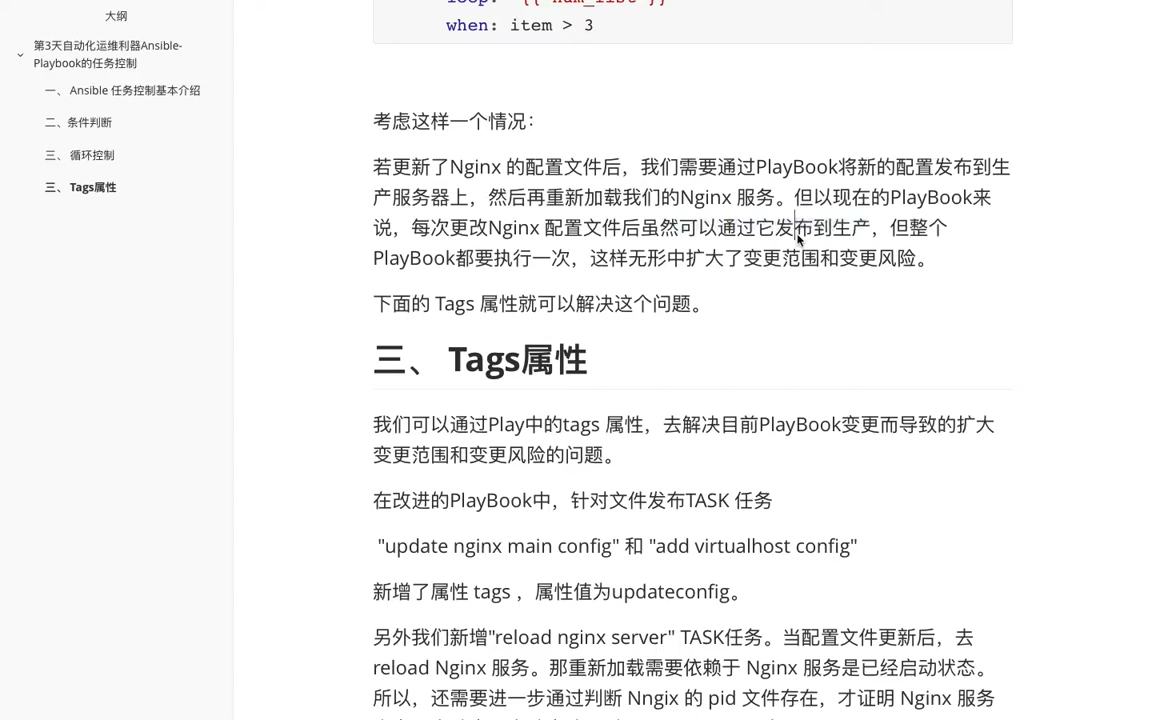 大纲
第3天自动化运维利器Ansible-
Playbook的任务控制
一、 Ansible 任务控制基本介绍
二、条件判断
三、 循环控制
三、 Tags属性
when: item > 3
考虑这样一个情况：
若更新了Nginx 的配置文件后，我们需要通过PlayBook将新的配置发布到生
产服务器上，然后再重新加载我们的Nginx 服务。但以现在的PlayBook来
说，每次更改Nginx 配置文件后虽然可以通过它发布到生产，但整个
PlayBook都要执行一次，这样无形中扩大了变更范围和变更风险。
下面的 Tags 属性就可以解决这个问题。
三、 Tags属性
我们可以通过Play中的tags 属性，去解决目前PlayBook变更而导致的扩大
变更范围和变更风险的问题。
在改进的PlayBook中，针对文件发布TASK 任务
"update nginx main config" 和 "add virtualhost config"
新增了属性 tags ，属性值为updateconfig。
另外我们新增"reload nginx server" TASK任务。当配置文件更新后，去
reload Nginx 服务。那重新加载需要依赖于 Nginx 服务是已经启动状态。
所以，还需要进一步通过判断 Nngix 的 pid 文件存在，才证明 Nginx 服务